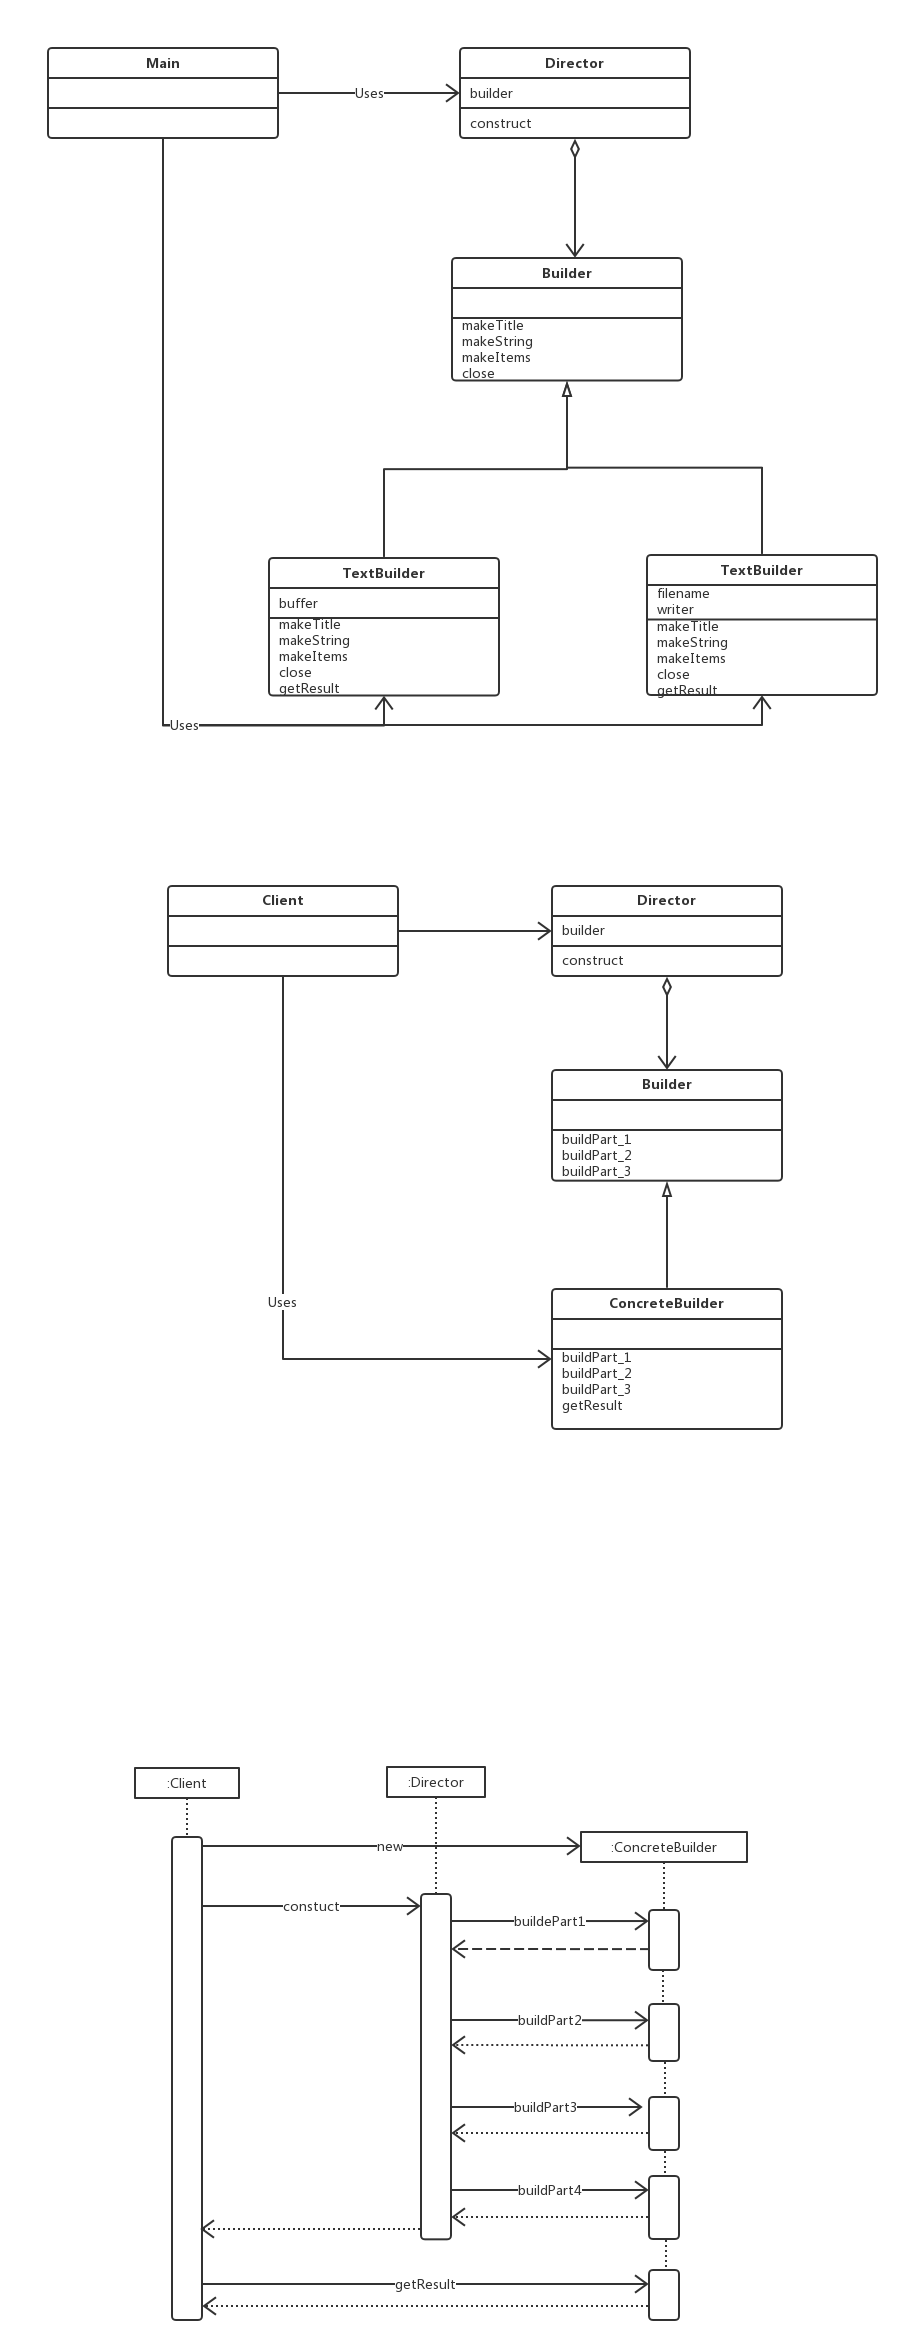 Main
Uses
Director
builder
construct
Builder
makeTitle
makeString
makeItems
close
TextBuilder
buffer
makeTitle
makeString
makeItems
close
getResult
TextBuilder
filename
writer
makeTitle
makeString
makeItems
close
getResult
Uses
Client
Director
builder
construct
Builder
buildPart_1
buildPart_2
buildPart_3
Uses
ConcreteBuilder
buildPart_1
buildPart_2
buildPart_3
getResult
:Client
:Director
new
:ConcreteBuilder
constuct
buildePart1
buildPart2
buildPart3
buildPart4
getResult